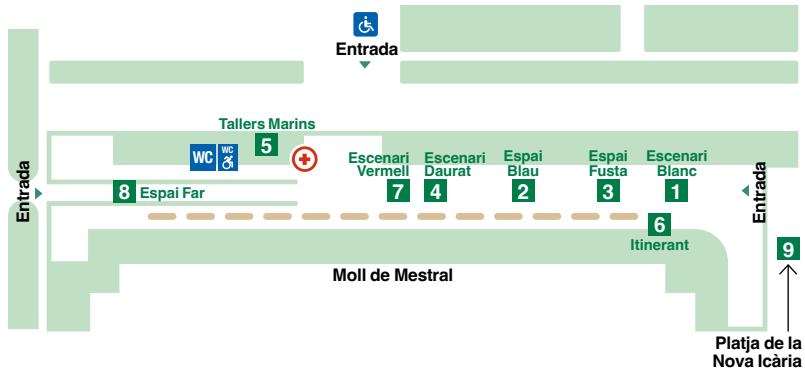 Entrada
Tallers Marins
5
WC
WC
Escenari
Vermell
7
Escenari
Daurat
4
Espai
Blau
2
Espai
Fusta
3
Escenari
Blanc
1
Entrada
8
Espai Far
Entrada
6
Itinerant
9
Moll de Mestral
Platja de la
Nova Icària